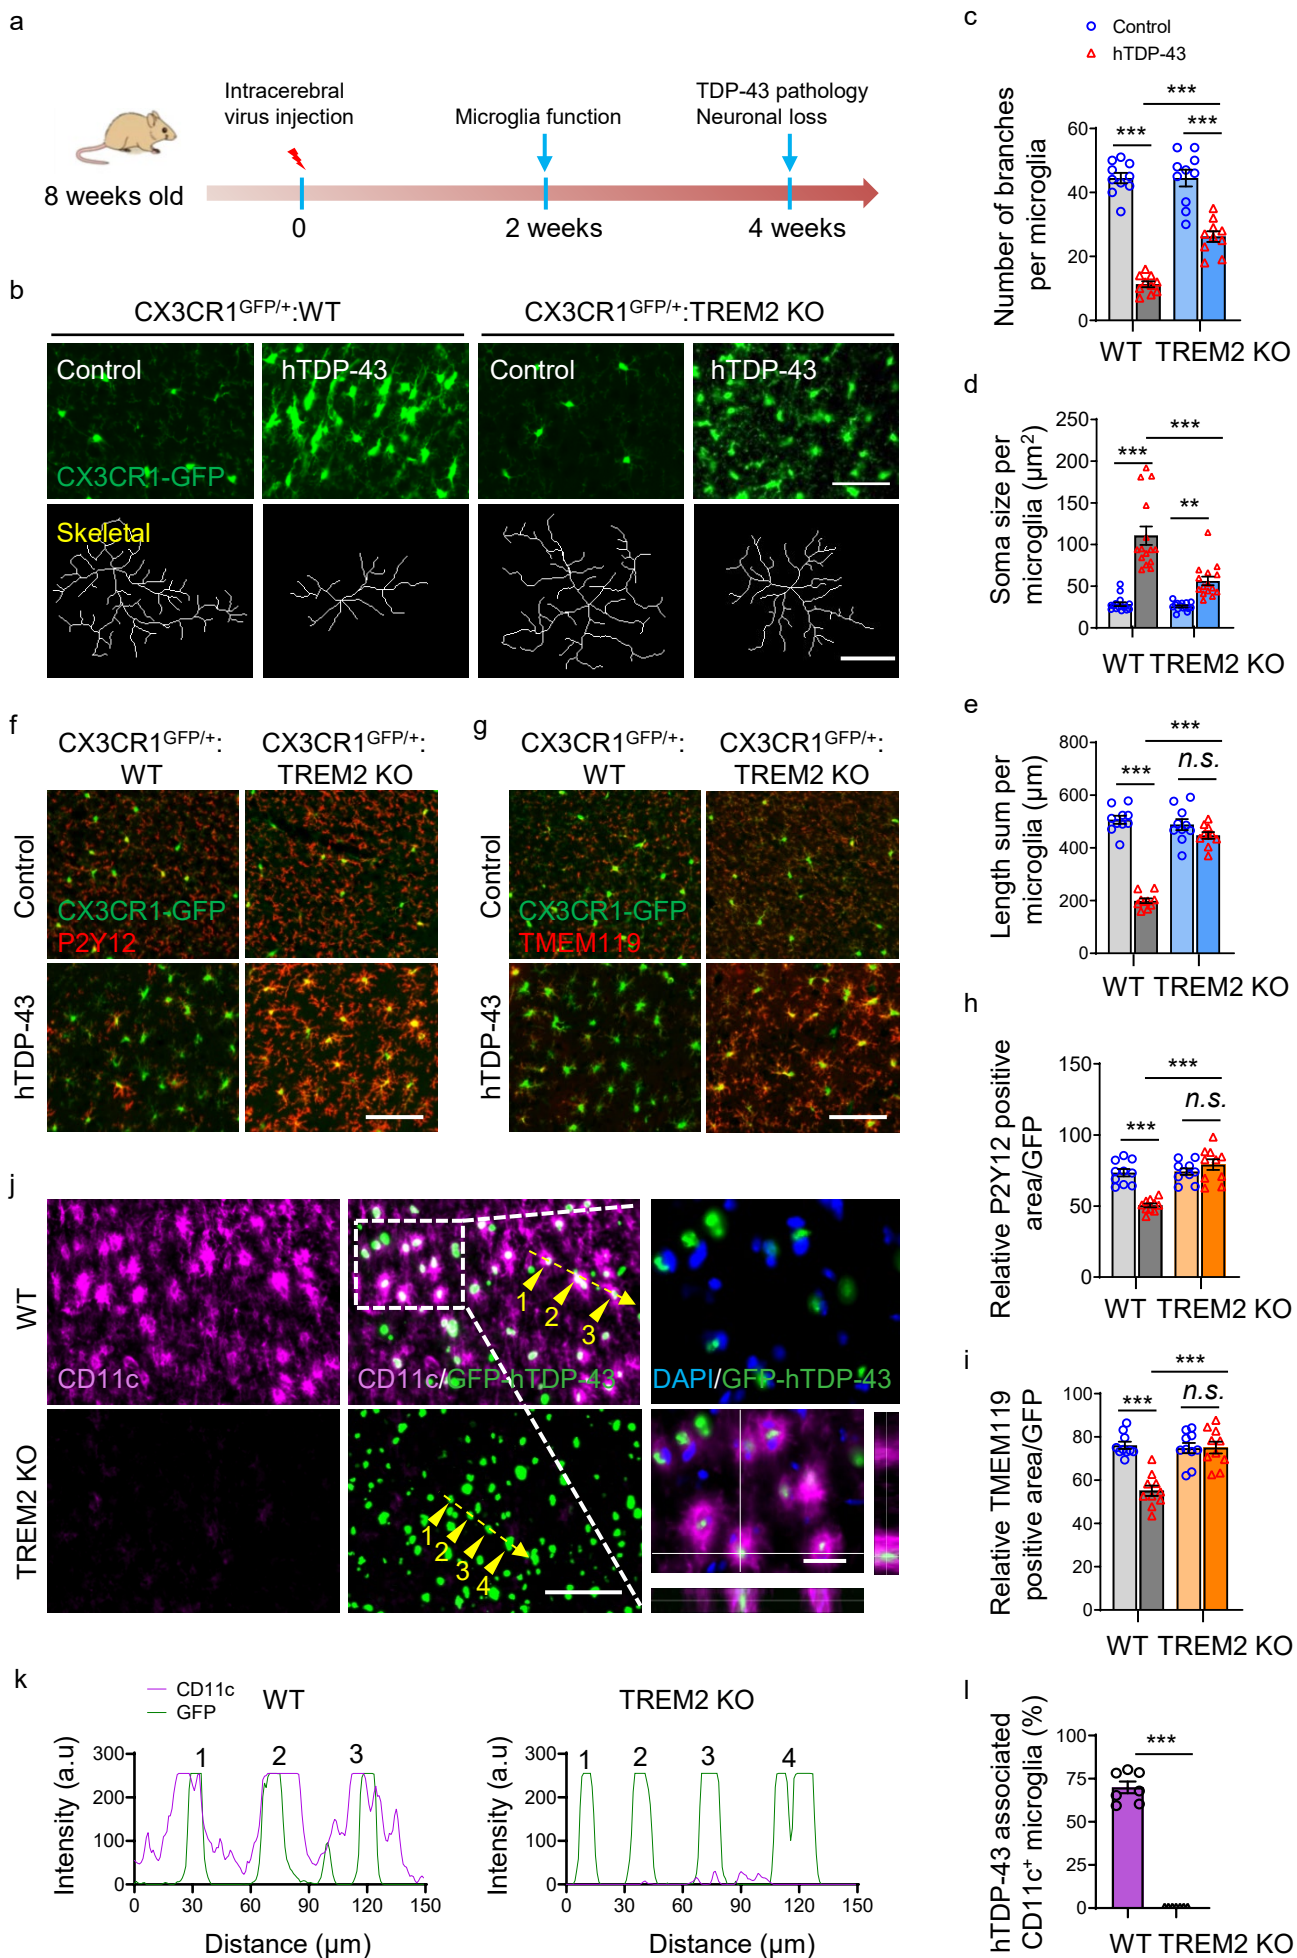 a
Intracerebral
virus injection
Microglia function
TDP-43 pathology
Neuronal loss
8 weeks old
0
2 weeks
4 weeks
b
CX3CR1GFP/+:WT
CX3CR1GFP/+:TREM2 KO
Control
hTDP-43
Control
hTDP-43
CX3CR1-GFP
Skeletal
c
Control
hTDP-43
Number of branches
per microglia
60
40
20
0
***
***
***
WT
TREM2 KO
d
Soma size per
microglia (µm2)
250
200
150
100
50
0
***
***
**
WT
TREM2 KO
e
Length sum per
microglia (µm)
800
600
400
200
0
***
***
n.s.
WT
TREM2 KO
f
CX3CR1GFP/+:
WT
CX3CR1GFP/+:
TREM2 KO
Control
CX3CR1-GFP
P2Y12
hTDP-43
g
CX3CR1GFP/+:
WT
CX3CR1GFP/+:
TREM2 KO
Control
CX3CR1-GFP
TMEM119
hTDP-43
h
Relative P2Y12 positive
area/GFP
150
100
50
0
***
***
n.s.
WT
TREM2 KO
i
Relative TMEM119
positive area/GFP
100
80
60
40
20
0
***
***
n.s.
WT
TREM2 KO
j
WT
CD11c
CD11c/GFP-hTDP-43
1
2
3
DAPI/GFP-hTDP-43
TREM2 KO
1
2
3
4
k
CD11c
GFP
WT
Intensity (a.u)
300
200
100
0
1
2
3
0
30
60
90
120
150
Distance (µm)
TREM2 KO
Intensity (a.u)
300
200
100
0
1
2
3
4
0
30
60
90
120
150
Distance (µm)
l
hTDP-43 associated
CD11c+ microglia (%)
100
75
50
25
0
***
WT
TREM2 KO